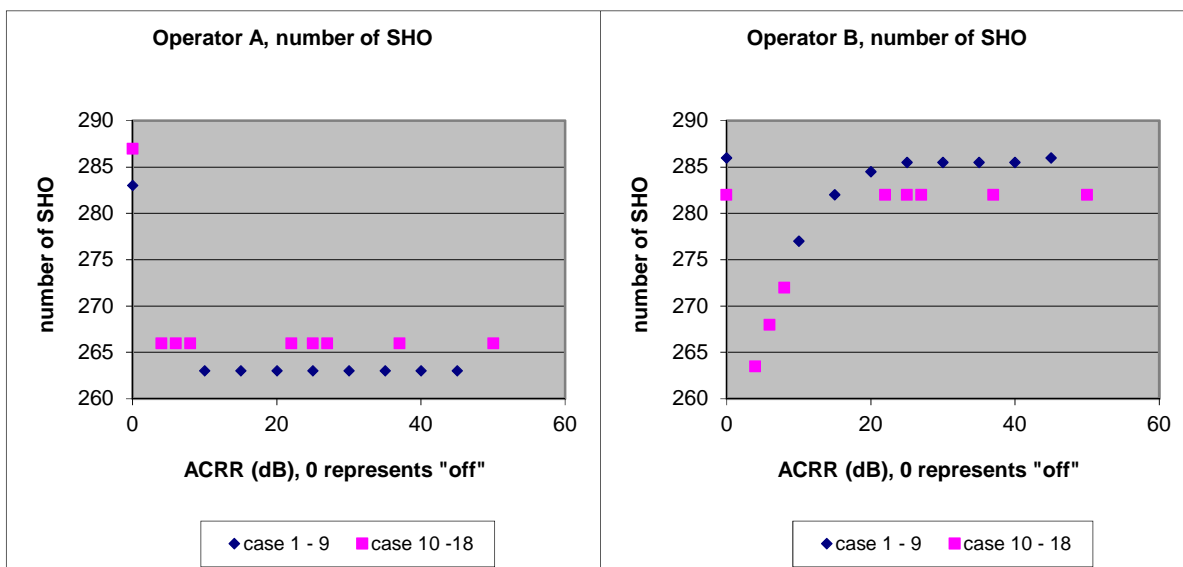 Operator A, number of SHO
290
285
280
275
270
265
260
number of SHO
0
20
40
60
ACRR (dB), 0 represents "off"
case 1 - 9
case 10 -18
Operator B, number of SHO
290
285
280
275
270
265
260
number of SHO
0
20
40
60
ACRR (dB), 0 represents "off"
case 1 - 9
case 10 - 18